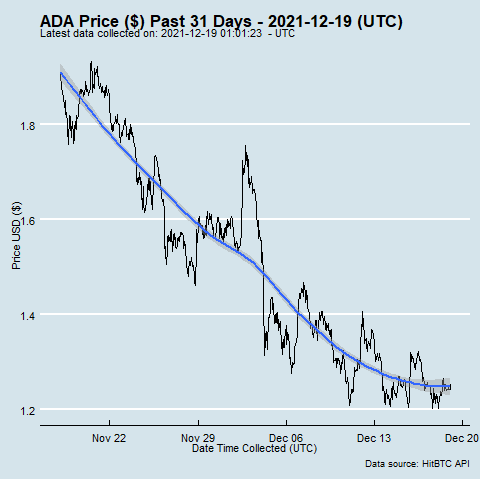 ADA Price ($) Past 31 Days - 2021-12-19 (UTC)
Latest data collected on: 2021-12-19 01:01:23  - UTC
1.8
1.6
1.4
1.2
Price USD ($)
Nov 22
Nov 29
Dec 06
Dec 13
Dec 20
Date Time Collected (UTC)
Data source: HitBTC API